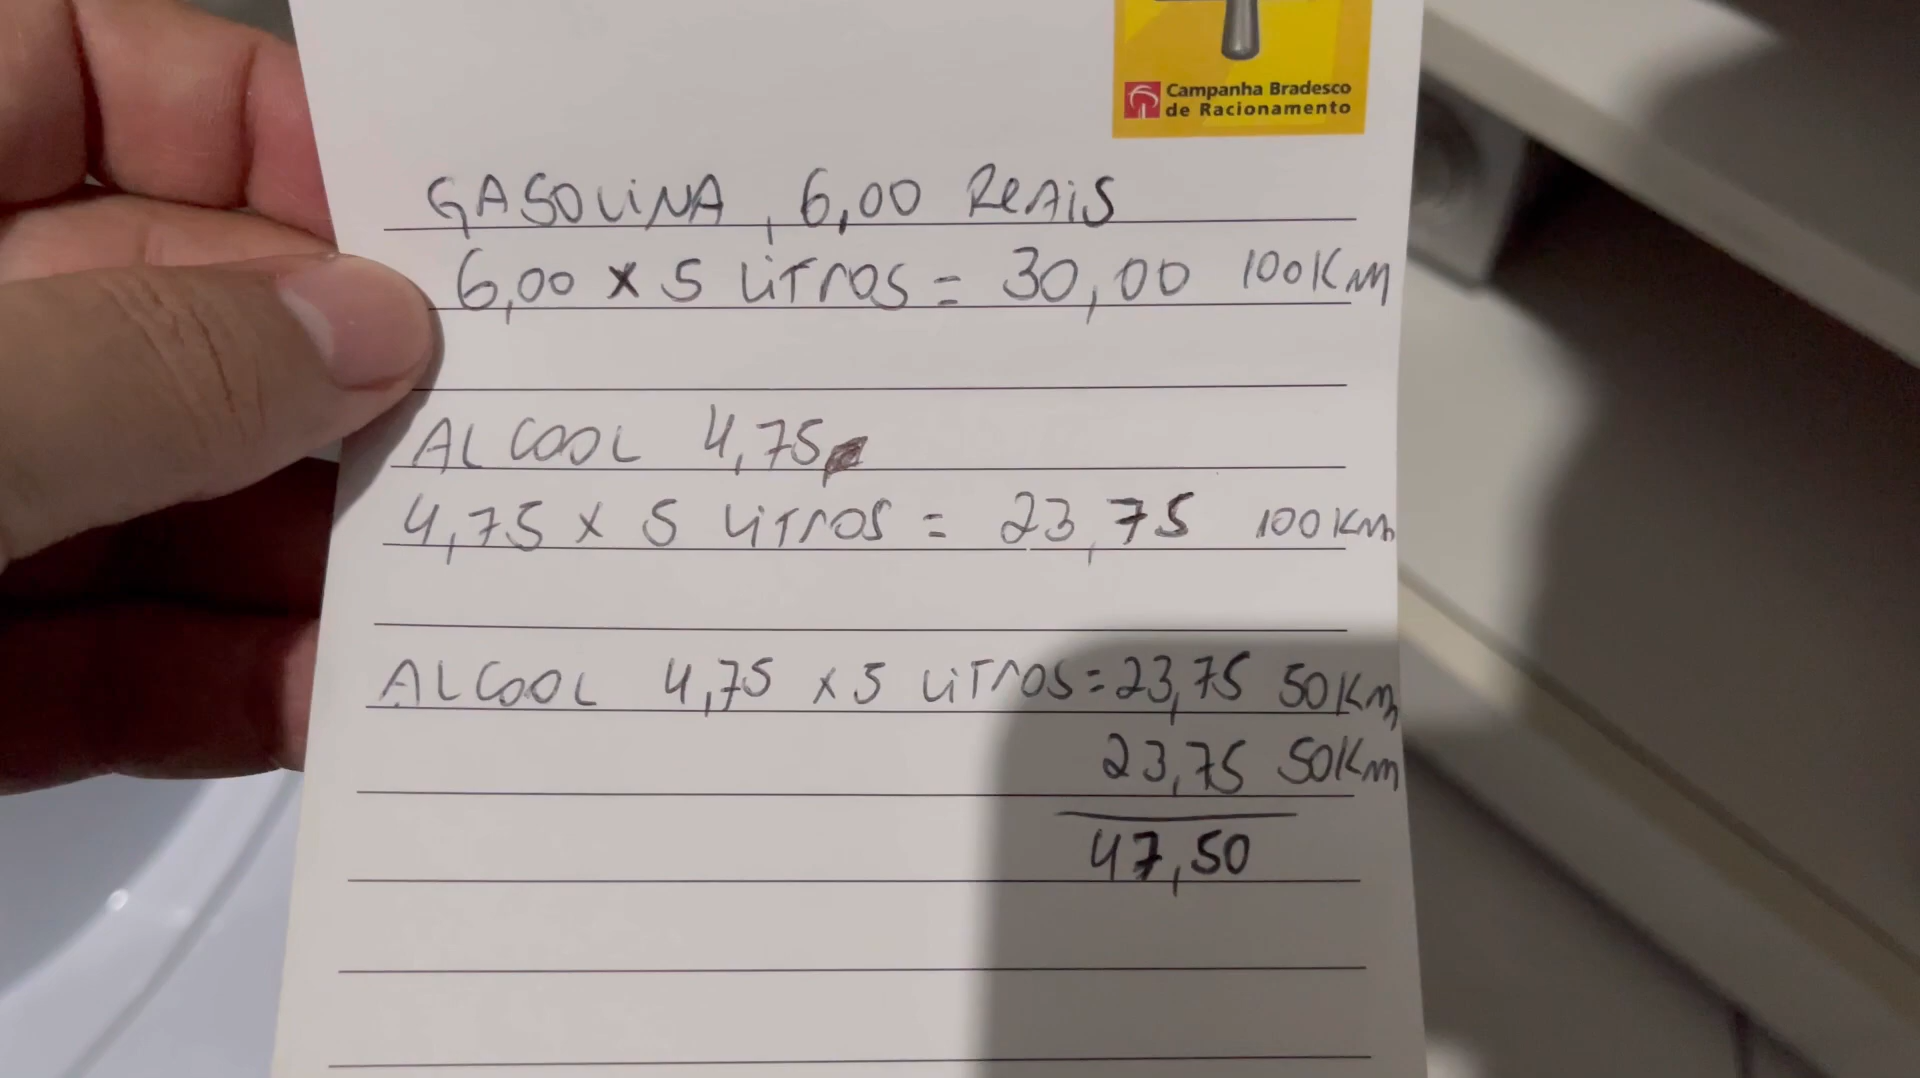 Campanha Bradesco
de Racionamento
GASOLINA, 6,00 REAIS
6,00 x 5 LITROS = 30,00 100KM
ALCOOL 4,75
4,75 x 5 LITROS = 23,75 100KM
ALCOOL 4,75 x 5 LITROS = 23,75 50KM
23,75 50KM
47,50